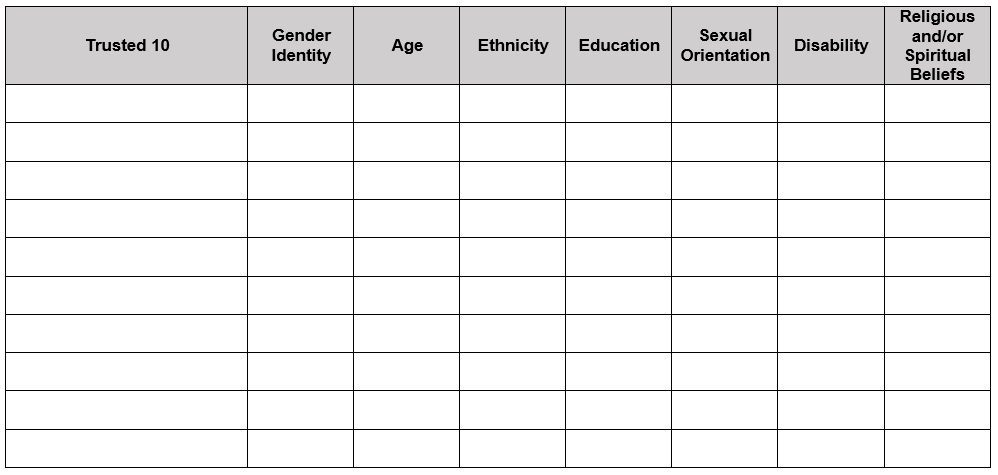 Trusted 10
Gender
Identity
Age
Ethnicity
Education
Sexual
Orientation
Disability
Religious
and/or
Spiritual
Beliefs